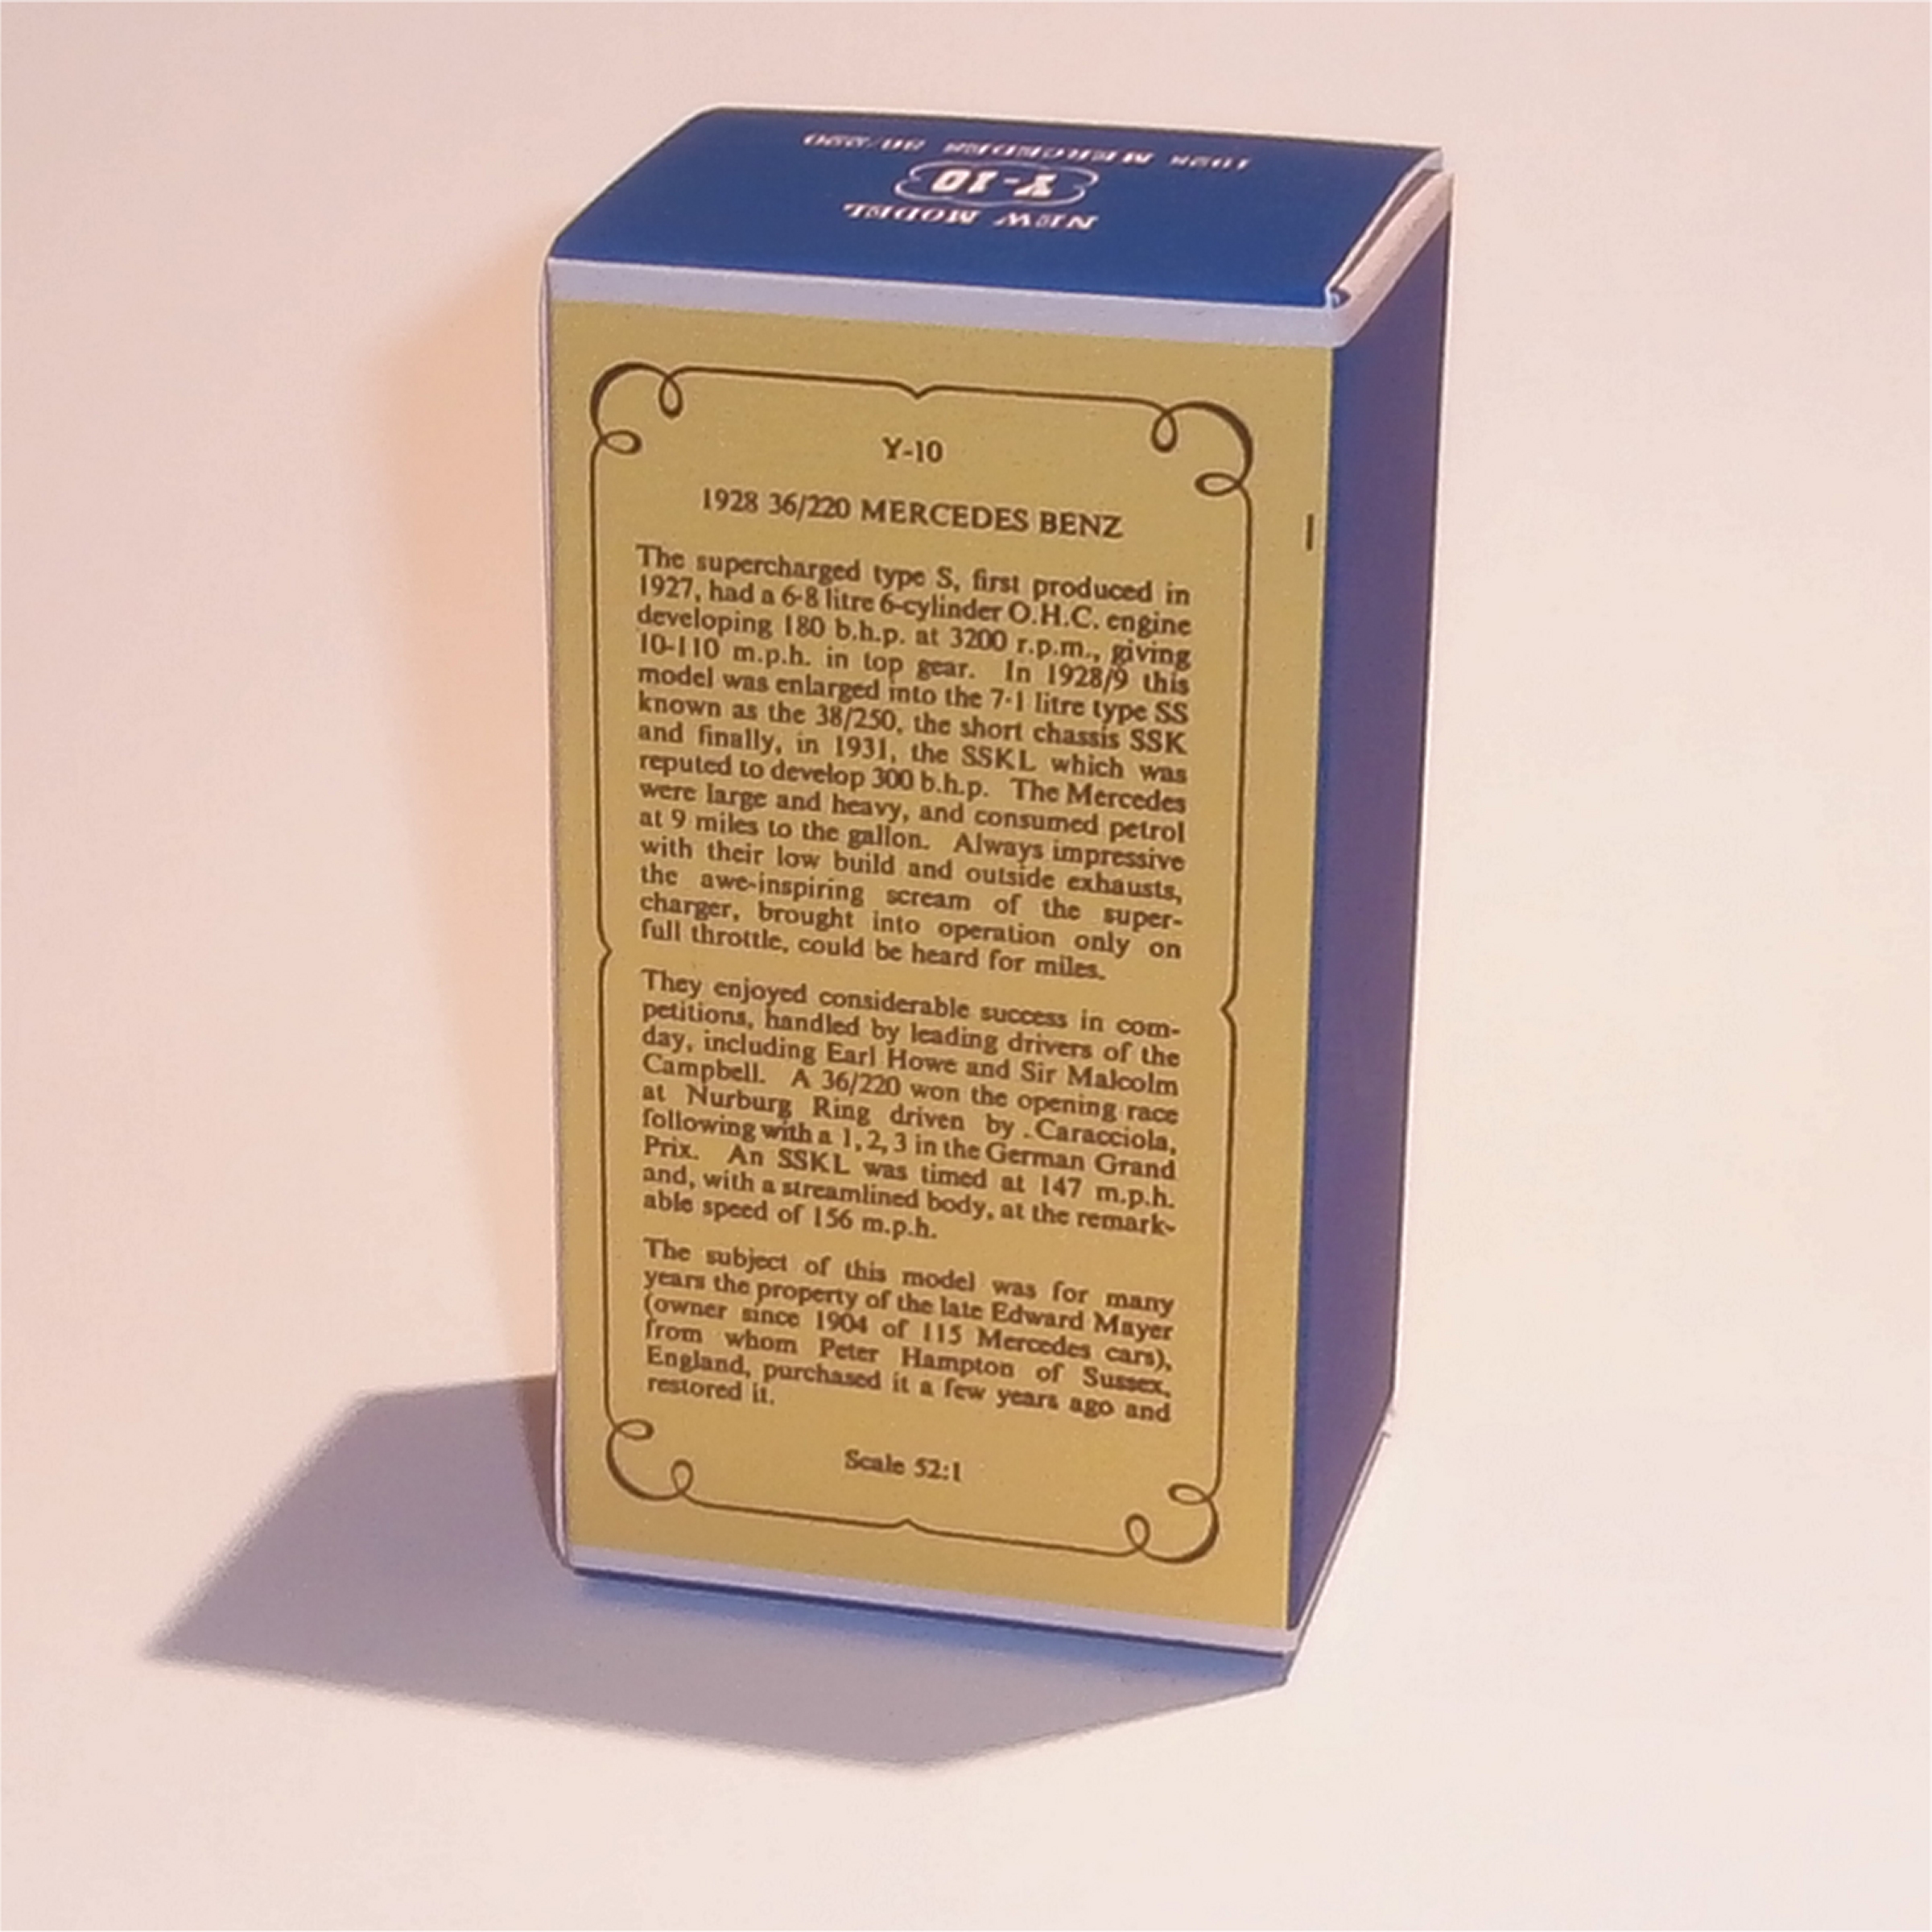 NEW MODEL
Y-10
1928 MERCEDES 36/220
Y-10
1928 36/220 MERCEDES BENZ
The supercharged type S, first produced in
1927, had a 6·8 litre 6-cylinder O.H.C. engine
developing 180 b.h.p. at 3200 r.p.m., giving
10-110 m.p.h. in top gear. In 1928/9 this
model was enlarged into the 7·1 litre type SS
known as the 38/250, the short chassis SSK
and finally, in 1931, the SSKL which was
reputed to develop 300 b.h.p. The Mercedes
were large and heavy, and consumed petrol
at 9 miles to the gallon. Always impressive
with their low build and outside exhausts,
the awe-inspiring scream of the super-
charger, brought into operation only on
full throttle, could be heard for miles.
They enjoyed considerable success in com-
petitions, handled by leading drivers of the
day, including Earl Howe and Sir Malcolm
Campbell. A 36/220 won the opening race
at Nurburg Ring driven by Caracciola,
following with a 1, 2, 3 in the German Grand
Prix. An SSKL was timed at 147 m.p.h.
and, with a streamlined body, at the remark-
able speed of 156 m.p.h.
The subject of this model was for many
years the property of the late Edward Mayer
(owner since 1904 of 115 Mercedes cars),
from whom Peter Hampton of Sussex,
England, purchased it a few years ago and
restored it.
Scale 52:1